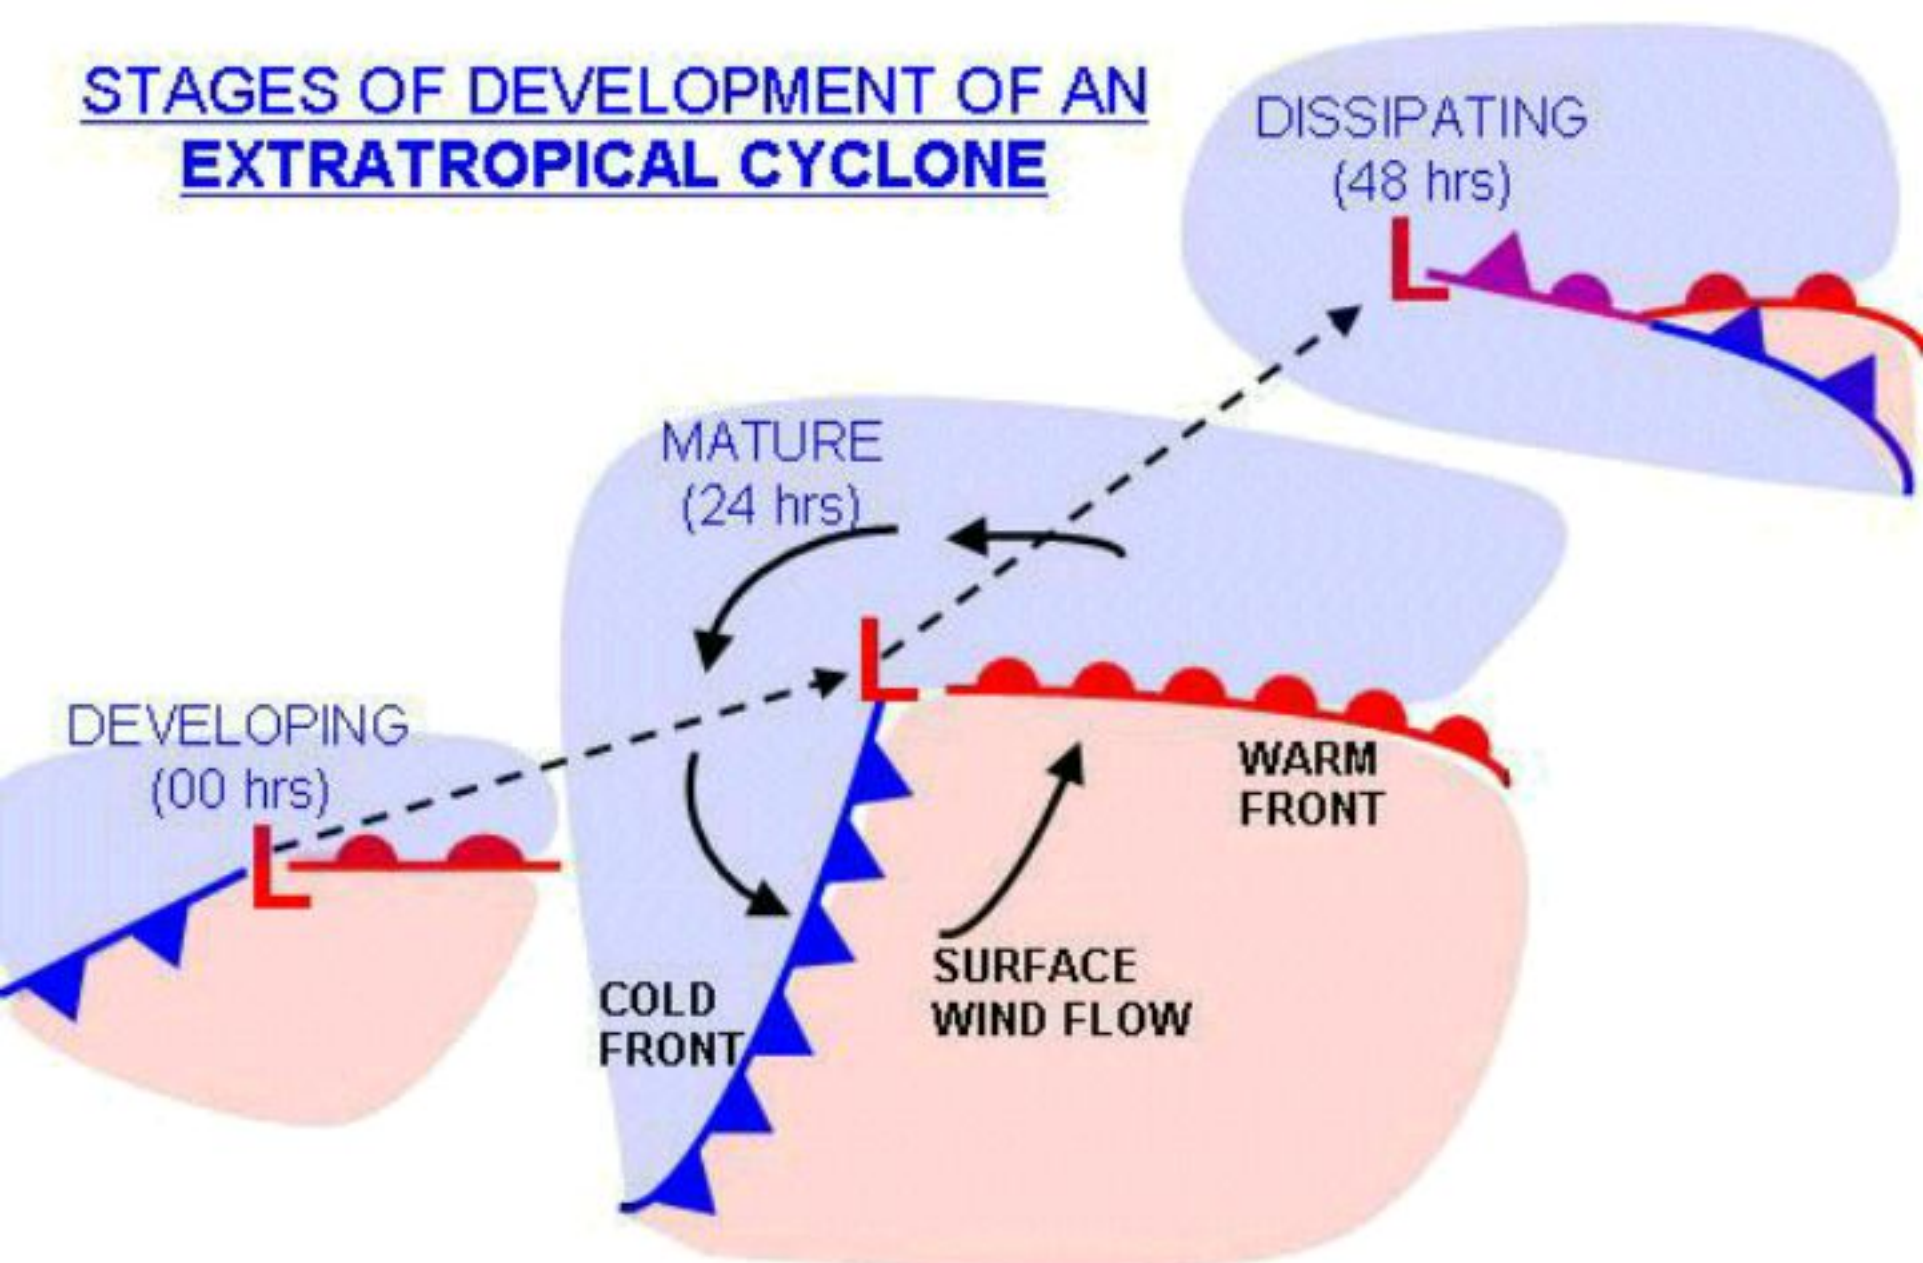 STAGES OF DEVELOPMENT OF AN
EXTRATROPICAL CYCLONE
DISSIPATING
(48 hrs)
L
MATURE
(24 hrs)
L
DEVELOPING
(00 hrs)
L
WARM
FRONT
SURFACE
WIND FLOW
COLD
FRONT